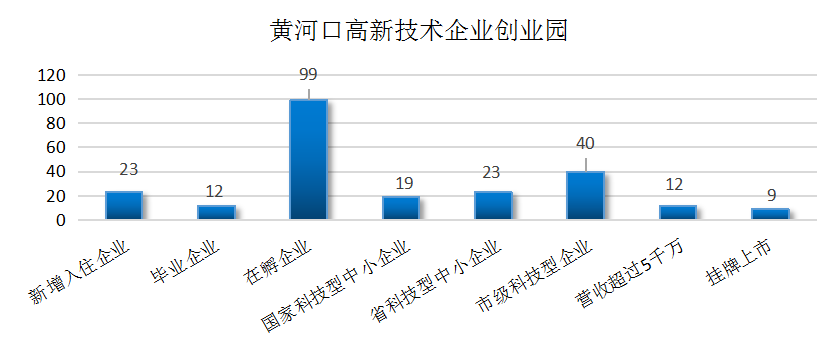 黄河口高新技术企业创业园
120
100
80
60
40
20
0
23
12
99
19
23
40
12
9
新增入住企业
毕业企业
在孵企业
国家科技型中小企业
省科技型中小企业
市级科技型企业
营收超过5千万
挂牌上市